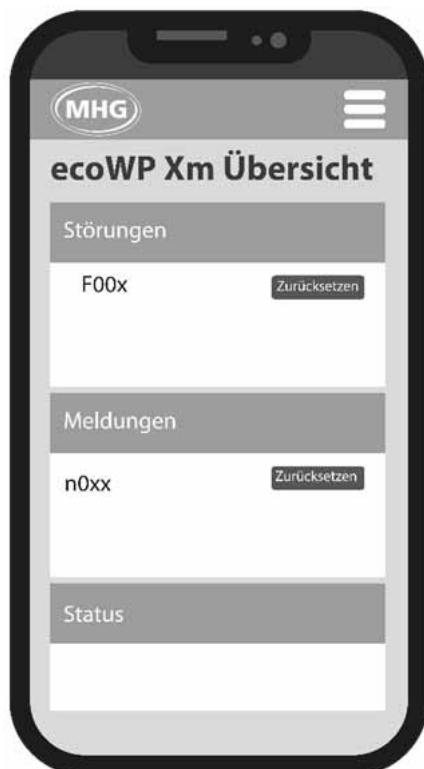 MHG
ecoWP Xm Übersicht
Störungen
F00x Zurücksetzen
Meldungen
n0xx Zurücksetzen
Status